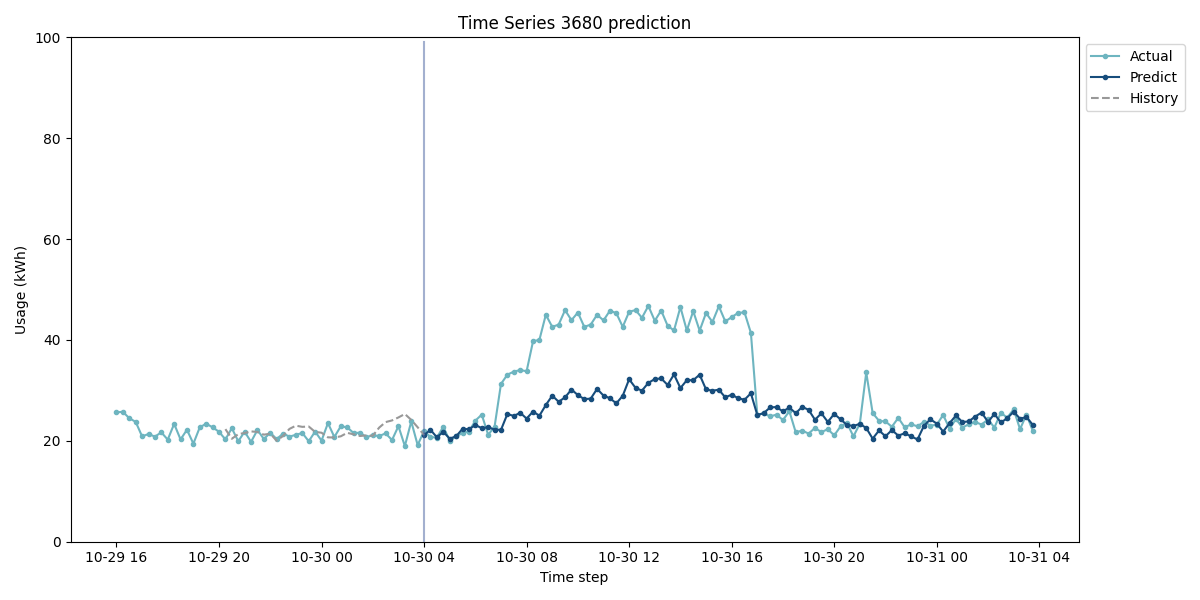 Time Series 3680 prediction
100
80
60
40
20
0
Usage (kWh)
10-29 16
10-29 20
10-30 00
10-30 04
10-30 08
10-30 12
10-30 16
10-30 20
10-31 00
10-31 04
Time step
Actual
Predict
History